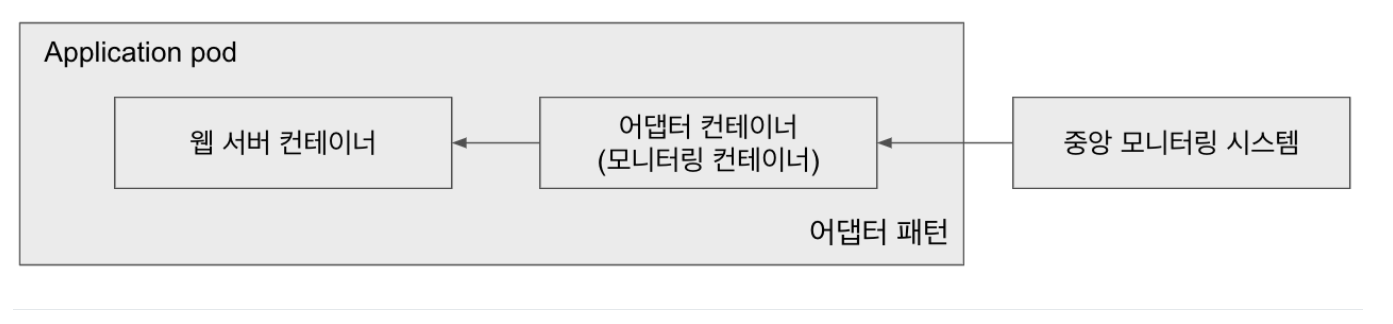 Application pod
웹 서버 컨테이너
어댑터 컨테이너
(모니터링 컨테이너)
중앙 모니터링 시스템
어댑터 패턴